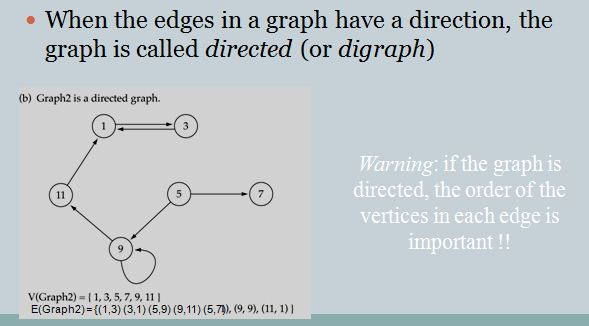 • When the edges in a graph have a direction, the
graph is called directed (or digraph)
(b) Graph2 is a directed graph.
1
3
11
5
7
9
Warning: if the graph is
directed, the order of the
vertices in each edge is
important !!
V(Graph2) = { 1, 3, 5, 7, 9, 11 }
E(Graph2)={(1,3) (3,1) (5,9) (9,11) (5,7)), (9, 9), (11, 1) }